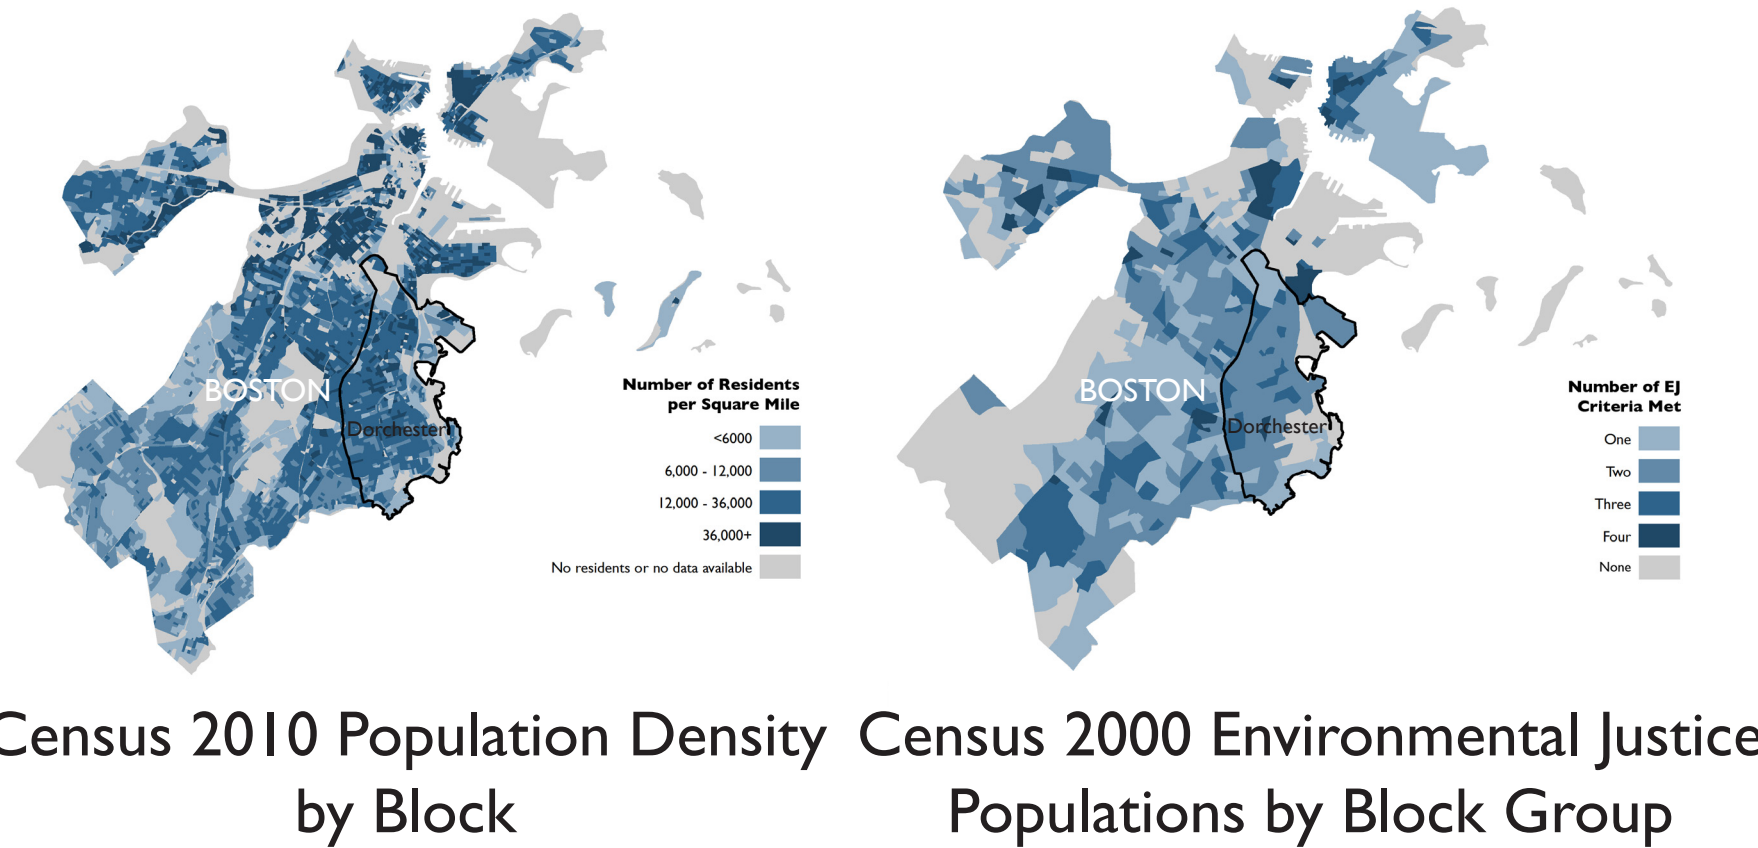 BOSTON
Dorchester
Number of Residents
per Square Mile
<6000
6,000 - 12,000
12,000 - 36,000
36,000+
No residents or no data available
Census 2010 Population Density
by Block
BOSTON
Dorchester
Number of EJ
Criteria Met
One
Two
Three
Four
None
Census 2000 Environmental Justice
Populations by Block Group